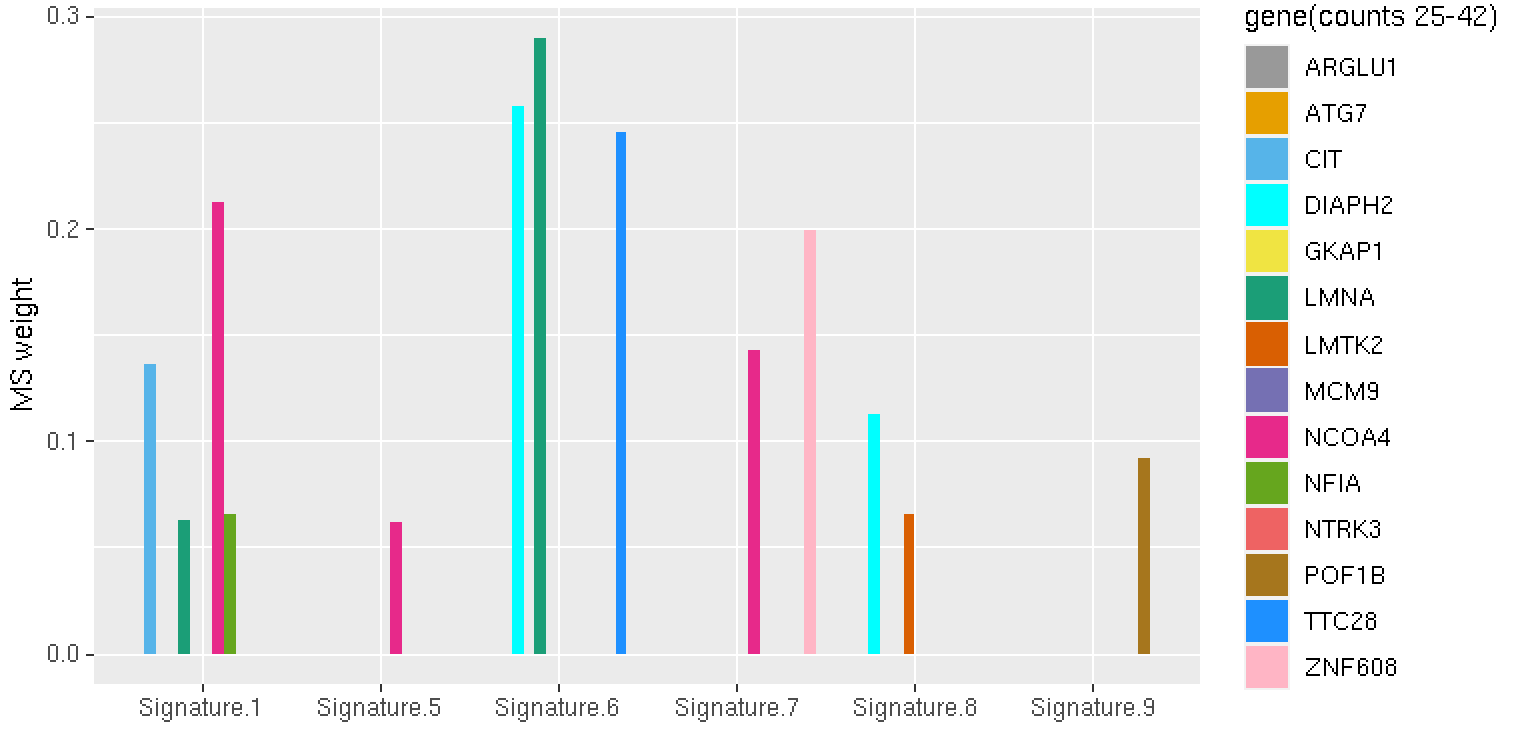 gene(counts 25-42)
ARGLU1
ATG7
CIT
DIAPH2
GKAP1
LMNA
LMTK2
MCM9
NCOA4
NFIA
NTRK3
POF1B
TTC28
ZNF608
MS weight
0.3
0.2
0.1
0.0
Signature.1 Signature.5 Signature.6 Signature.7 Signature.8 Signature.9